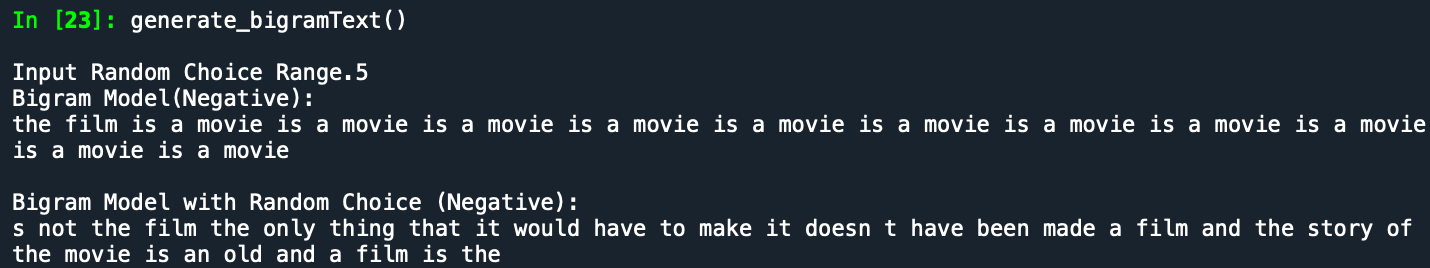 In [23]: generate_bigramText()
Input Random Choice Range.5
Bigram Model(Negative):
the film is a movie is a movie is a movie is a movie is a movie is a movie is a movie is a movie is a movie
is a movie is a movie
Bigram Model with Random Choice (Negative):
s not the film the only thing that it would have to make it doesn t have been made a film and the story of
the movie is an old and a film is the